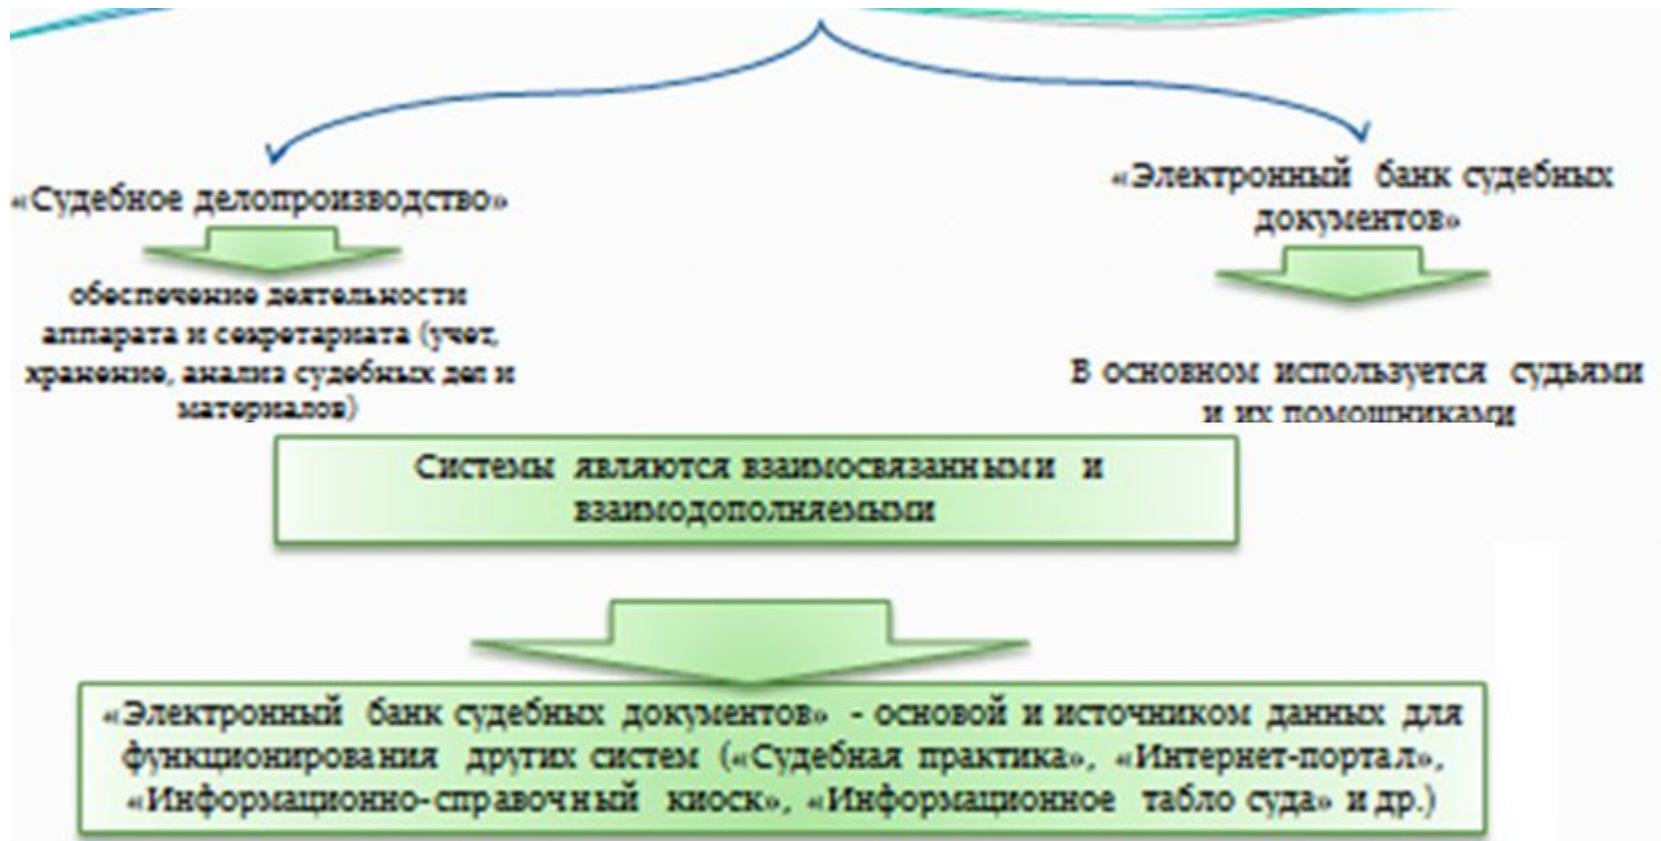 «Судебное делопроизводство»
обеспечение деятельности
аппарата и секретариата (учет,
хранение, анализ судебных дел и
материалов)
«Электронный банк судебных
документов»
В основном используется судьями
и их помощниками
Системы являются взаимосвязанными и
взаимодополняемыми
«Электронный банк судебных документов» - основой и источником данных для
функционирования других систем («Судебная практика», «Интернет-портал»,
«Информационно-справочный киоск», «Информационное табло суда» и др.)